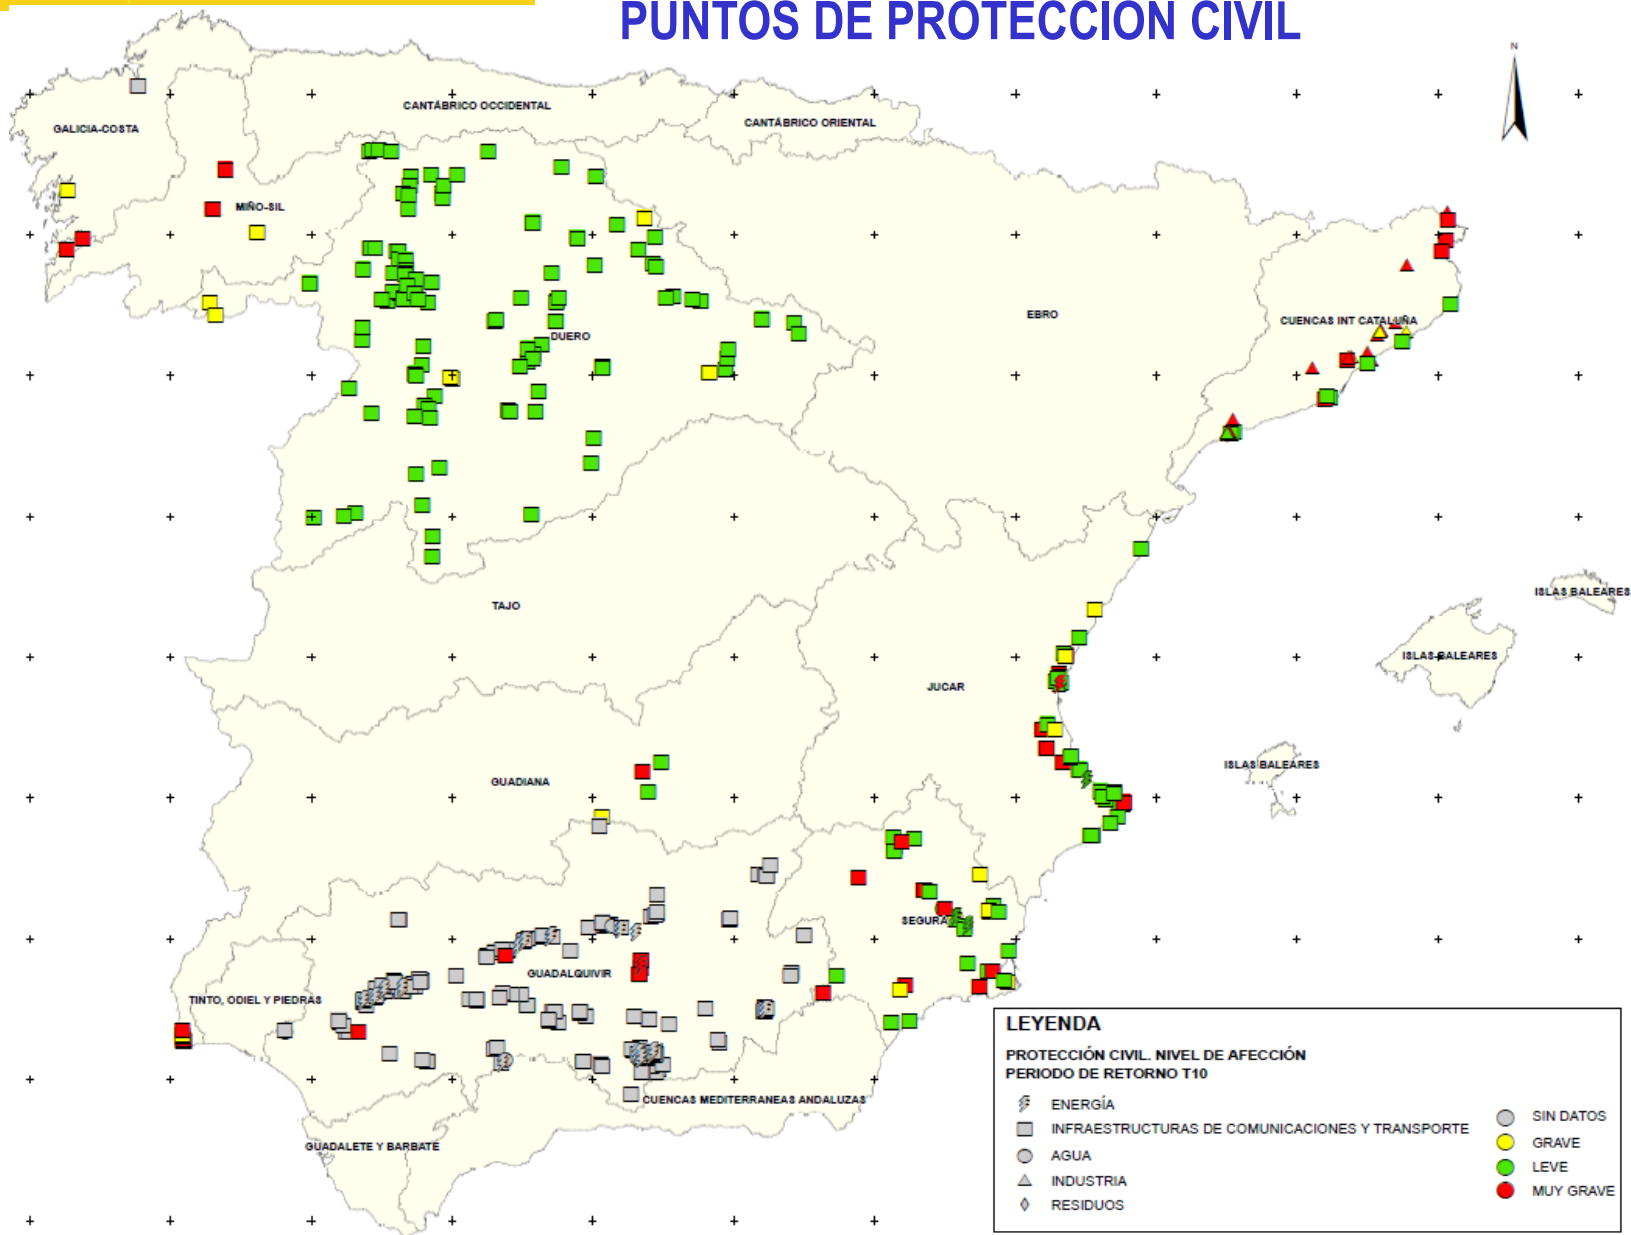 PUNTOS DE PROTECCION CIVIL
N
CANTÁBRICO OCCIDENTAL
CANTÁBRICO ORIENTAL
GALICIA-COSTA
MIÑO-SIL
EBRO
CUENCAS INT CATALUÑA
DUERO
ISLAS BALEARES
TAJO
ISLAS BALEARES
JUCAR
ISLAS BALEARES
GUADIANA
SEGURA
GUADALQUIVIR
TINTO, ODIEL Y PIEDRAS
CUENCAS MEDITERRANEAS ANDALUZAS
GUADALETE Y BARBATE
LEYENDA
PROTECCIÓN CIVIL. NIVEL DE AFECCIÓN
PERIODO DE RETORNO T10
ENERGÍA
INFRAESTRUCTURAS DE COMUNICACIONES Y TRANSPORTE
AGUA
INDUSTRIA
RESIDUOS
SIN DATOS
GRAVE
LEVE
MUY GRAVE